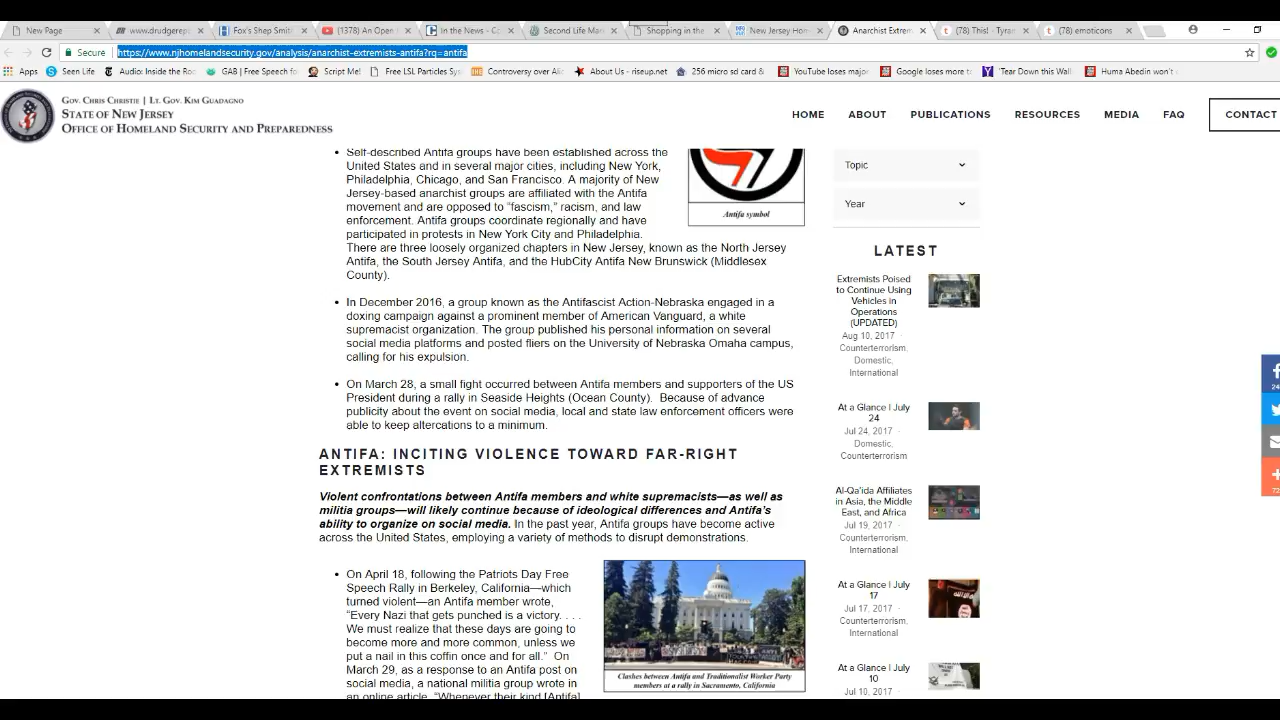 New Page
www.drudgerep
Fox's Shep Smith
(1378) An Open
In the News - Co
Second Life Mar
Shopping in the
New Jersey Hom
Anarchist Extrem
(78) This! - Tyran
(78) emoticons
Secure
https://www.njhomelandsecurity.gov/analysis/anarchist-extremists-antifa?rq=antifa
Apps
Seen Life
Audio: Inside the Ro
GAB | Free Speech fo
Script Me!
Free LSL Particles Sys
Controversy over Ali
About Us - riseup.net
256 micro sd card &
YouTube loses major
Google loses more t
'Tear Down this Wall
Huma Abedin won't
GOV. CHRIS CHRISTIE | LT. GOV. KIM GUADAGNO
STATE OF NEW JERSEY
OFFICE OF HOMELAND SECURITY AND PREPAREDNESS
HOME
ABOUT
PUBLICATIONS
RESOURCES
MEDIA
FAQ
CONTACT
• Self-described Antifa groups have been established across the
United States and in several major cities, including New York,
Philadelphia, Chicago, and San Francisco. A majority of New
Jersey-based anarchist groups are affiliated with the Antifa
movement and are opposed to "fascism," racism, and law
enforcement. Antifa groups coordinate regionally and have
participated in protests in New York City and Philadelphia.
There are three loosely organized chapters in New Jersey, known as the North Jersey
Antifa, the South Jersey Antifa, and the HubCity Antifa New Brunswick (Middlesex
County).
Antifa symbol
• In December 2016, a group known as the Antifascist Action-Nebraska engaged in a
doxing campaign against a prominent member of American Vanguard, a white
supremacist organization. The group published his personal information on several
social media platforms and posted fliers on the University of Nebraska Omaha campus,
calling for his expulsion.
• On March 28, a small fight occurred between Antifa members and supporters of the US
President during a rally in Seaside Heights (Ocean County). Because of advance
publicity about the event on social media, local and state law enforcement officers were
able to keep altercations to a minimum.
ANTIFA: INCITING VIOLENCE TOWARD FAR-RIGHT
EXTREMISTS
Violent confrontations between Antifa members and white supremacists—as well as
militia groups—will likely continue because of ideological differences and Antifa's
ability to organize on social media. In the past year, Antifa groups have become active
across the United States, employing a variety of methods to disrupt demonstrations.
• On April 18, following the Patriots Day Free
Speech Rally in Berkeley, California—which
turned violent—an Antifa member wrote,
"Every Nazi that gets punched is a victory. . . .
We must realize that these days are going to
become more and more common, unless we
put a nail in this coffin once and for all." On
March 29, as a response to an Antifa post on
social media, a national militia group wrote in
an online article, "Whenever their kind [Antifa]
Clashes between Antifa and Traditionalist Worker Party
members at a rally in Sacramento, California
Topic
Year
LATEST
Extremists Poised
to Continue Using
Vehicles in
Operations
(UPDATED)
Aug 10, 2017 ·
Counterterrorism,
Domestic,
International
At a Glance | July
24
Jul 24, 2017 ·
Domestic,
Counterterrorism
Al-Qa'ida Affiliates
in Asia, the Middle
East, and Africa
Jul 19, 2017 ·
Counterterrorism,
International
At a Glance | July
17
Jul 17, 2017 ·
Counterterrorism,
International
At a Glance | July
10
Jul 10, 2017 ·